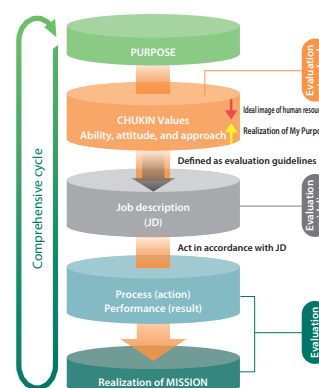 PURPOSE
Evaluation
CHUKIN Values
Ability, attitude, and approach
Ideal image of human
Realization of My
Defined as evaluation guidelines
Comprehensive cycle
Job description
(JD)
Evaluation
Act in accordance with JD
Process (action)
Performance (result)
Evaluation
Realization of MISSION